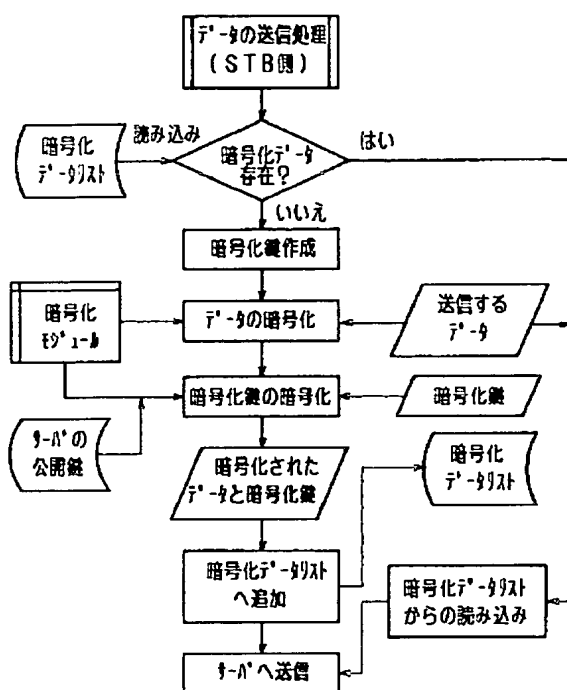 ﾃﾞｰﾀの送信処理
(STB側)
暗号化
ﾃﾞｰﾀﾘｽﾄ
読み込み
暗号化ﾃﾞｰﾀ
存在?
はい
いいえ
暗号化鍵作成
暗号化
ﾓｼﾞｭｰﾙ
ﾃﾞｰﾀの暗号化
送信する
ﾃﾞｰﾀ
暗号化鍵の暗号化
暗号化鍵
ｻｰﾊﾞの
公開鍵
暗号化された
ﾃﾞｰﾀと暗号化鍵
暗号化
ﾃﾞｰﾀﾘｽﾄ
暗号化ﾃﾞｰﾀﾘｽﾄ
へ追加
暗号化ﾃﾞｰﾀﾘｽﾄ
からの読み込み
ｻｰﾊﾞへ送信